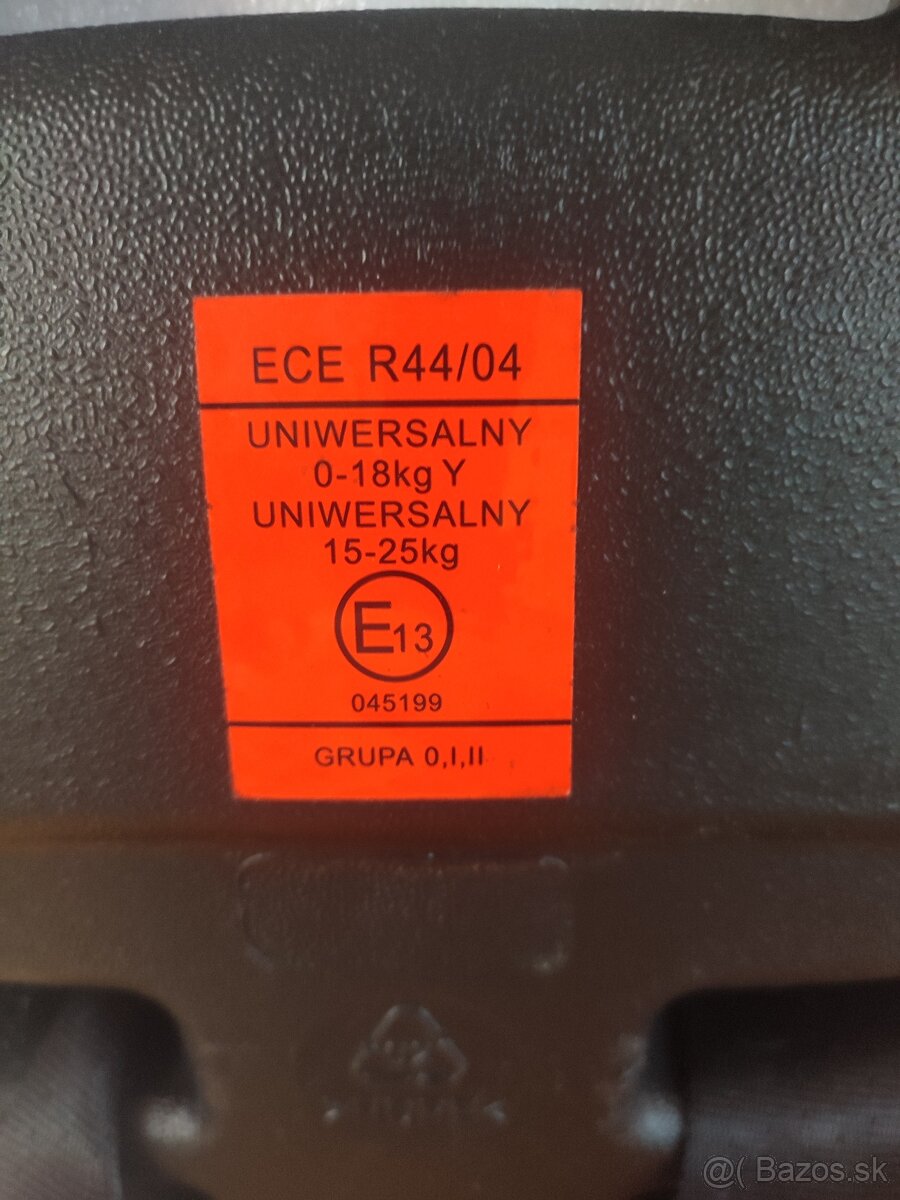 ECE R44/04
UNIWERSALNY
0-18kg Y
UNIWERSALNY
15-25kg
E13
045199
GRUPA 0,I,II
@( Bazos.sk